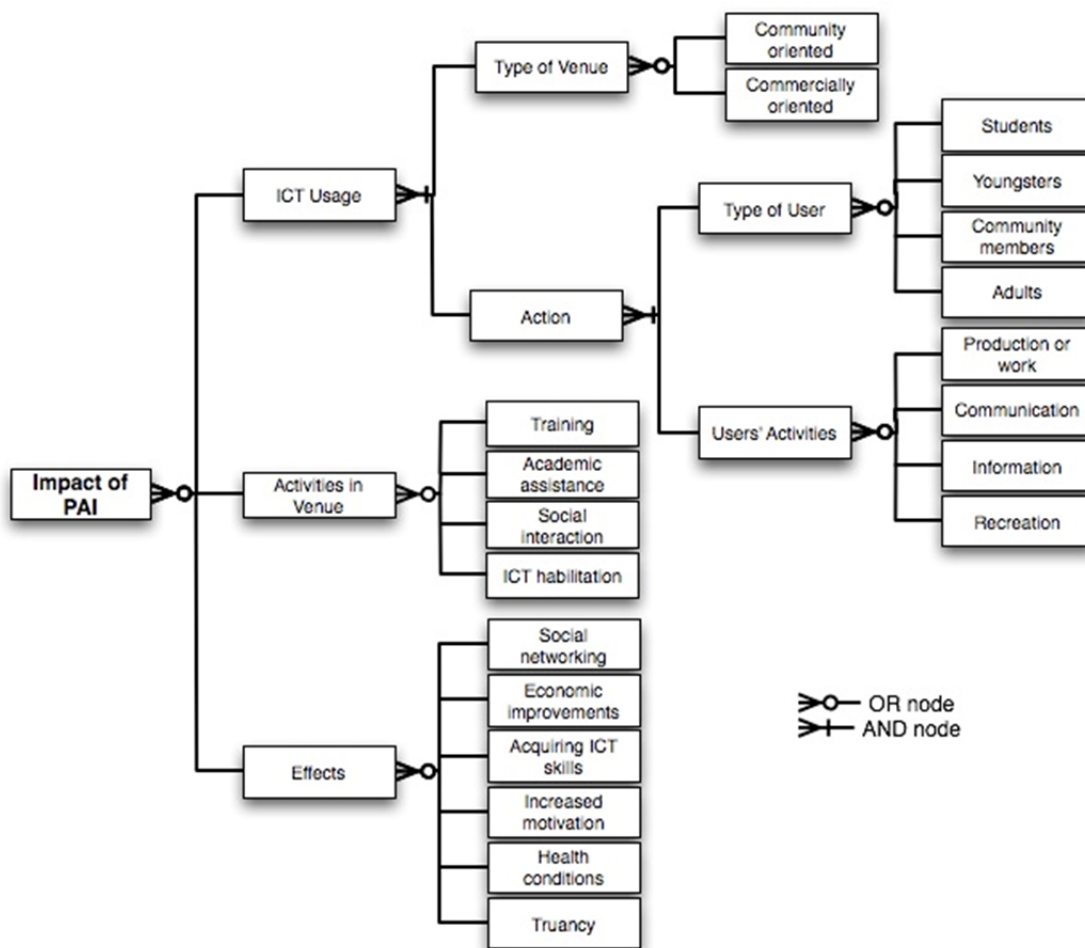 Community
oriented
Type of Venue
Commercially
oriented
Students
ICT Usage
Youngsters
Type of User
Community
members
Adults
Action
Production or
work
Communication
Users' Activities
Information
Recreation
Impact of
PAI
Activities in
Venue
Training
Academic
assistance
Social
interaction
ICT habilitation
Effects
Social
networking
Economic
improvements
Acquiring ICT
skills
Increased
motivation
Health
conditions
Truancy
OR node
AND node